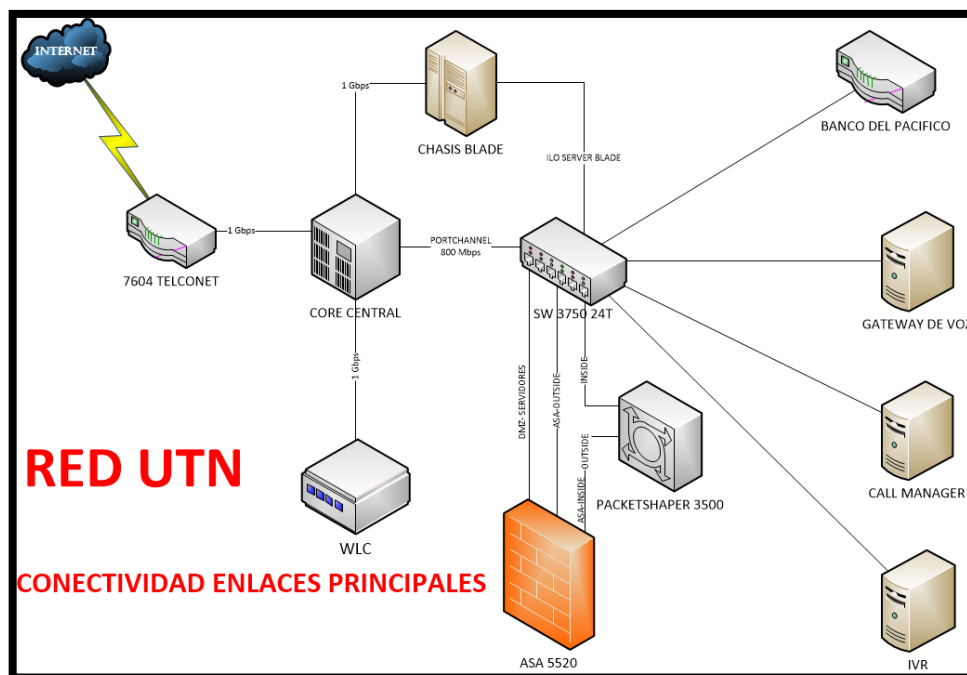 INTERNET
1 Gbps
CHASIS BLADE
BANCO DEL PACIFICO
ILO SERVER BLADE
1 Gbps
PORTCHANNEL
800 Mbps
7604 TELCONET
CORE CENTRAL
SW 3750 24T
GATEWAY DE VOZ
1 Gbps
DMZ- SERVIDORES
ASA-OUTSIDE
INSIDE
ASA-INSIDE
OUTSIDE
PACKETSHAPER 3500
CALL MANAGER
RED UTN
WLC
CONECTIVIDAD ENLACES PRINCIPALES
ASA 5520
IVR